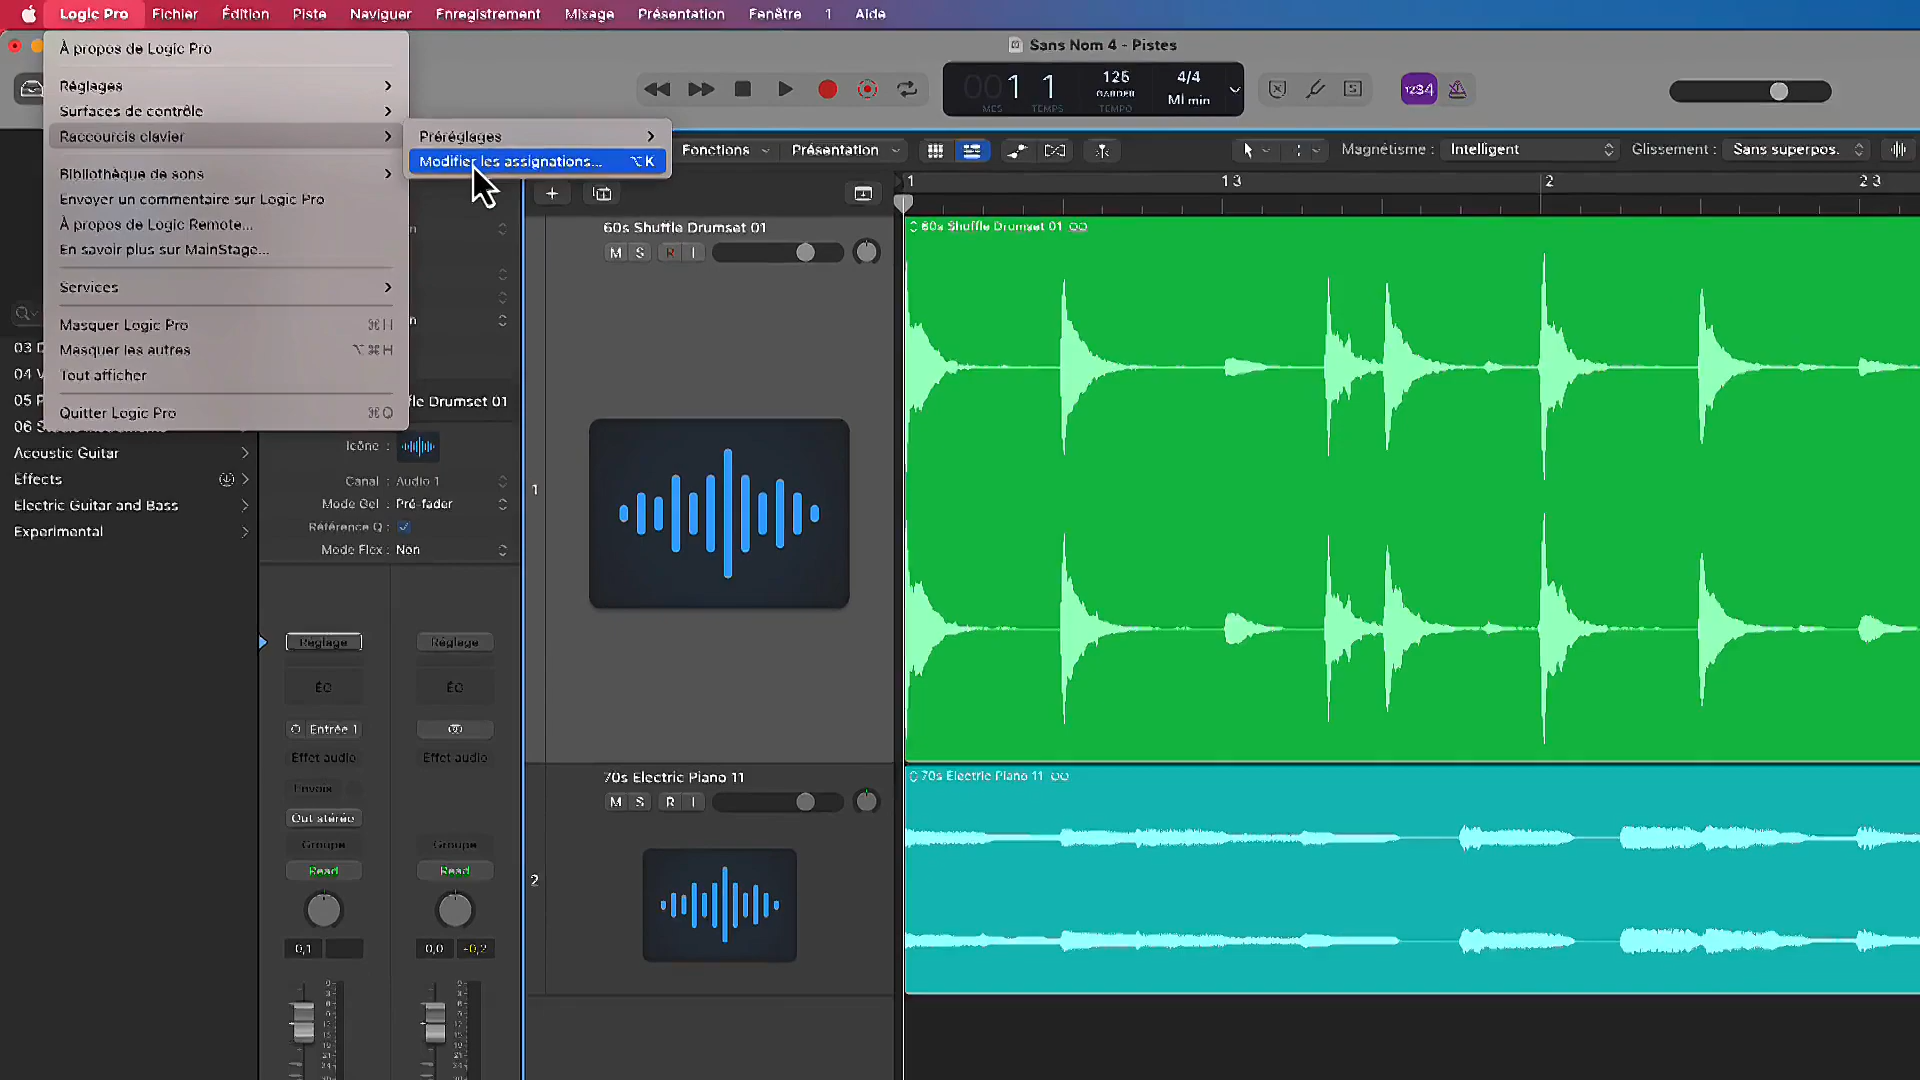 Logic Pro Fichier Édition Piste Naviguer Enregistrement Mixage Présentation Fenêtre 1 Aide
À propos de Logic Pro
Réglages
Surfaces de contrôle
Raccourcis clavier
Bibliothèque de sons
Envoyer un commentaire sur Logic Pro
À propos de Logic Remote...
En savoir plus sur MainStage...
Services
Masquer Logic Pro ⌘H
Masquer les autres ⌥⌘H
Tout afficher
Quitter Logic Pro ⌘Q
Préréglages
Modifier les assignations... ⌥K
Sans Nom 4 - Pistes
001 1
MES TEMPS
126
GARDER
TEMPO
4/4
MI min
1234
Fonctions Présentation
Magnétisme : Intelligent
Glissement : Sans superpos.
1 1 3 2 2 3
03
04
05
06
Acoustic Guitar
Effects
Electric Guitar and Bass
Experimental
le Drumset 01
Icône :
Canal : Audio 1
Mode Gel : Pré-fader
Référence Q :
Mode Flex : Non
Réglage Réglage
ÉG ÉG
Entrée 1
Effet audio Effet audio
Envois
Out stéréo
Groupe Groupe
Read Read
0,1 0,0 -0,2
1
60s Shuffle Drumset 01
M S R I
60s Shuffle Drumset 01
2
70s Electric Piano 11
M S R I
70s Electric Piano 11